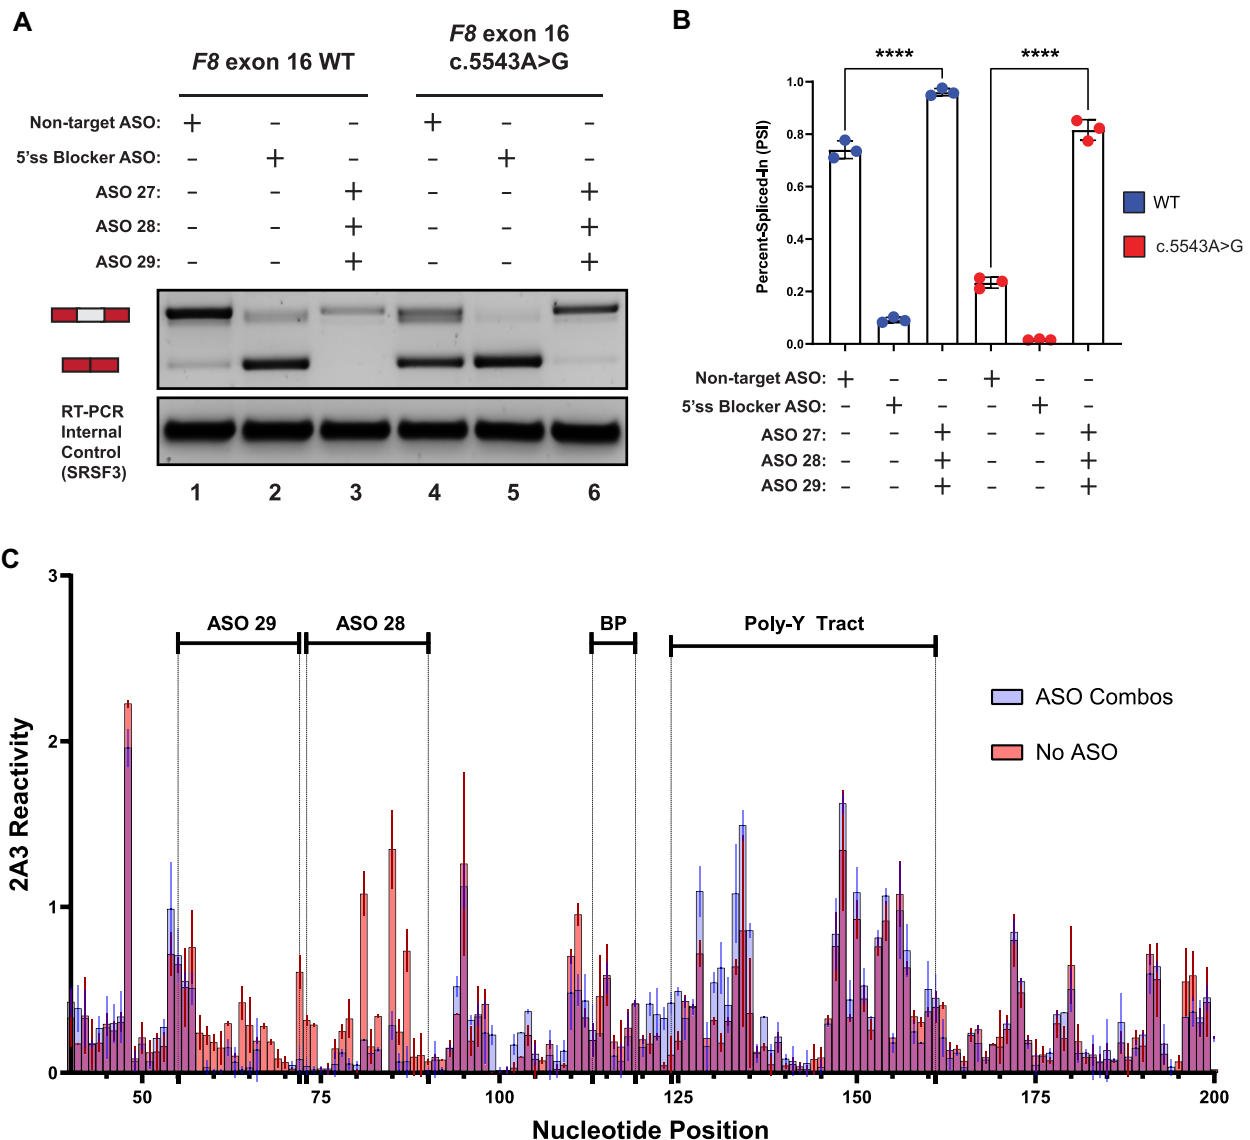 A
F8 exon 16 WT
F8 exon 16
c.5543A>G
Non-target ASO: + – – + – –
5'ss Blocker ASO: – + – – + –
ASO 27: – – + – – +
ASO 28: – – + – – +
ASO 29: – – + – – +
RT-PCR
Internal
Control
(SRSF3)
1 2 3 4 5 6
B
**** ****
Percent-Spliced-In (PSI)
1.0
0.8
0.6
0.4
0.2
0.0
WT
c.5543A>G
Non-target ASO: + – – + – –
5'ss Blocker ASO: – + – – + –
ASO 27: – – + – – +
ASO 28: – – + – – +
ASO 29: – – + – – +
C
ASO 29 ASO 28 BP Poly-Y Tract
ASO Combos
No ASO
2A3 Reactivity
3
2
1
0
50 75 100 125 150 175 200
Nucleotide Position